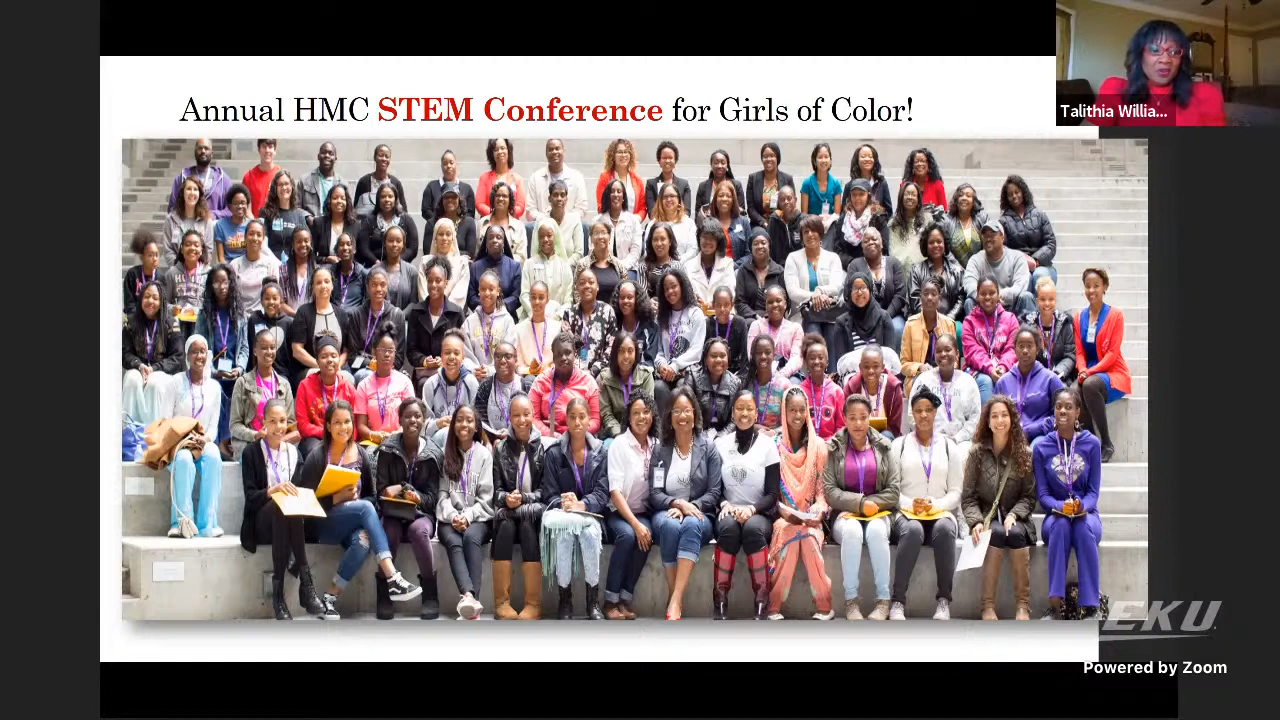 Annual HMC STEM Conference for Girls of Color!
Talithia Willia...
EKU
Powered by Zoom